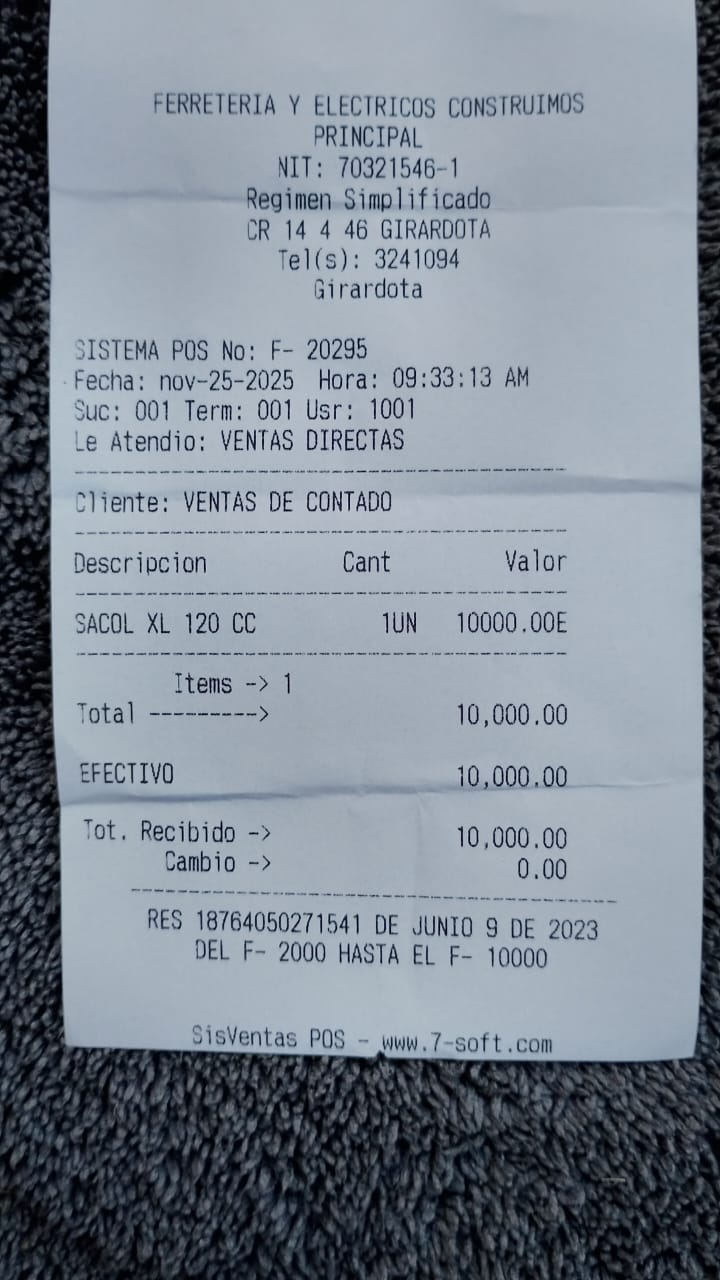 FERRETERIA Y ELECTRICOS CONSTRUIMOS
PRINCIPAL
NIT: 70321546-1
Regimen Simplificado
CR 14 4 46 GIRARDOTA
Tel(s): 3241094
Girardota
SISTEMA POS No: F- 20295
Fecha: nov-25-2025 Hora: 09:33:13 AM
Suc: 001 Term: 001 Usr: 1001
Le Atendio: VENTAS DIRECTAS
Cliente: VENTAS DE CONTADO
Descripcion Cant Valor
SACOL XL 120 CC 1UN 10000.00E
Items -> 1
Total ---------> 10,000.00
EFECTIVO 10,000.00
Tot. Recibido -> 10,000.00
Cambio -> 0.00
RES 18764050271541 DE JUNIO 9 DE 2023
DEL F- 2000 HASTA EL F- 10000
SisVentas POS - www.7-soft.com